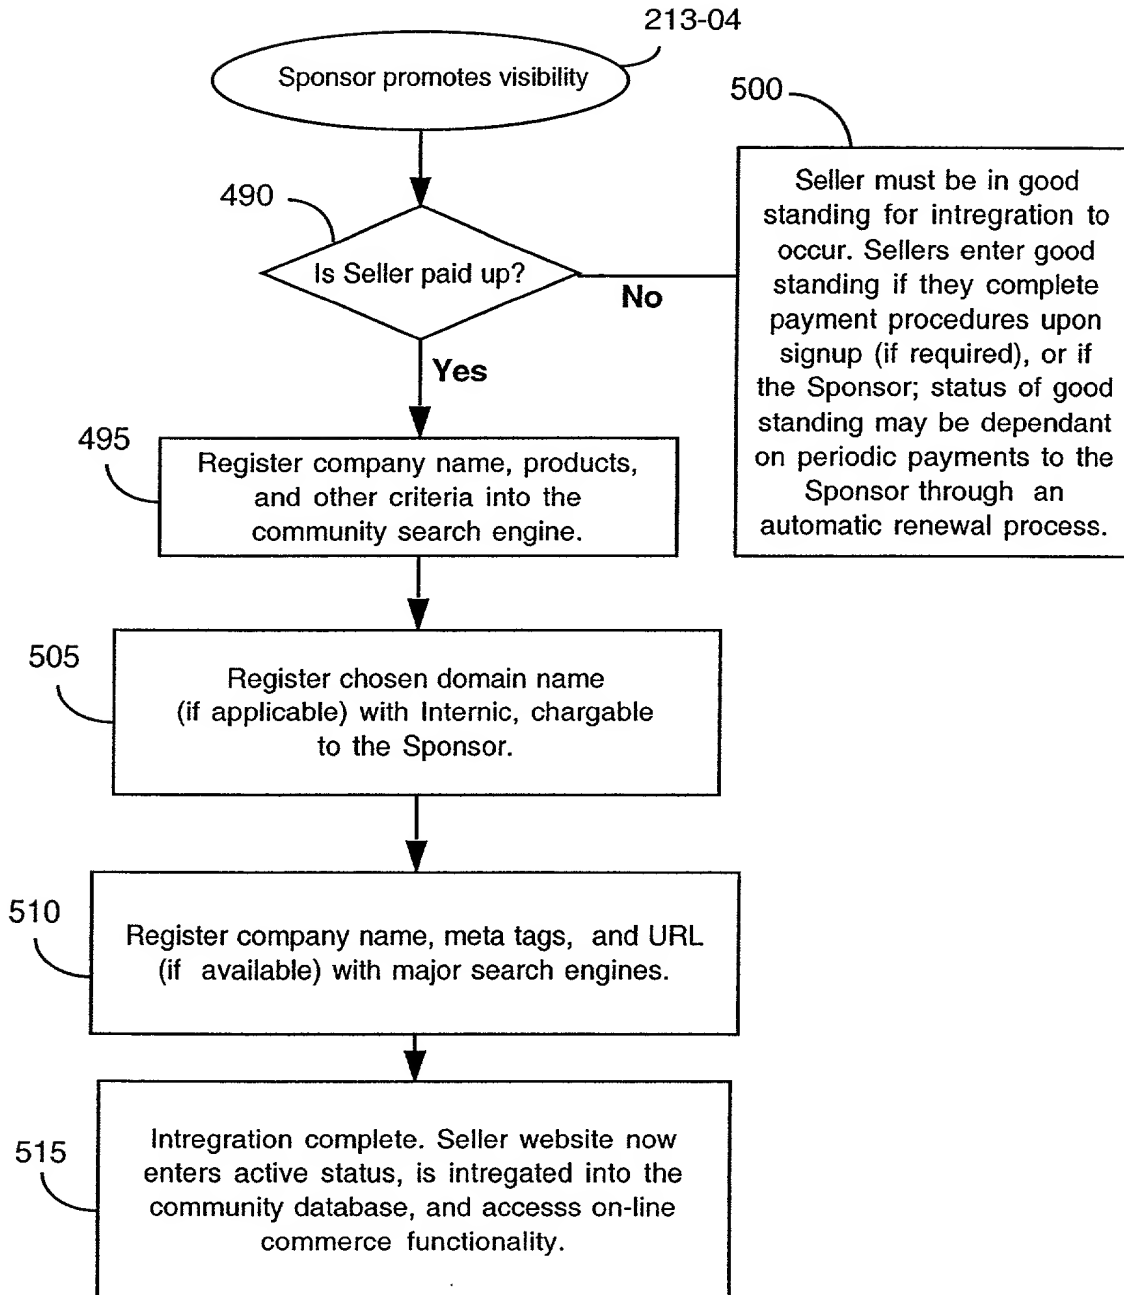 213-04
Sponsor promotes visibility
500
490
Is Seller paid up?
No
Yes
Seller must be in good
standing for intregration to
occur. Sellers enter good
standing if they complete
payment procedures upon
signup (if required), or if
the Sponsor; status of good
standing may be dependant
on periodic payments to the
Sponsor through an
automatic renewal process.
495
Register company name, products,
and other criteria into the
community search engine.
505
Register chosen domain name
(if applicable) with Internic, chargable
to the Sponsor.
510
Register company name, meta tags, and URL
(if available) with major search engines.
515
Intregration complete. Seller website now
enters active status, is intregated into the
community database, and accesss on-line
commerce functionality.